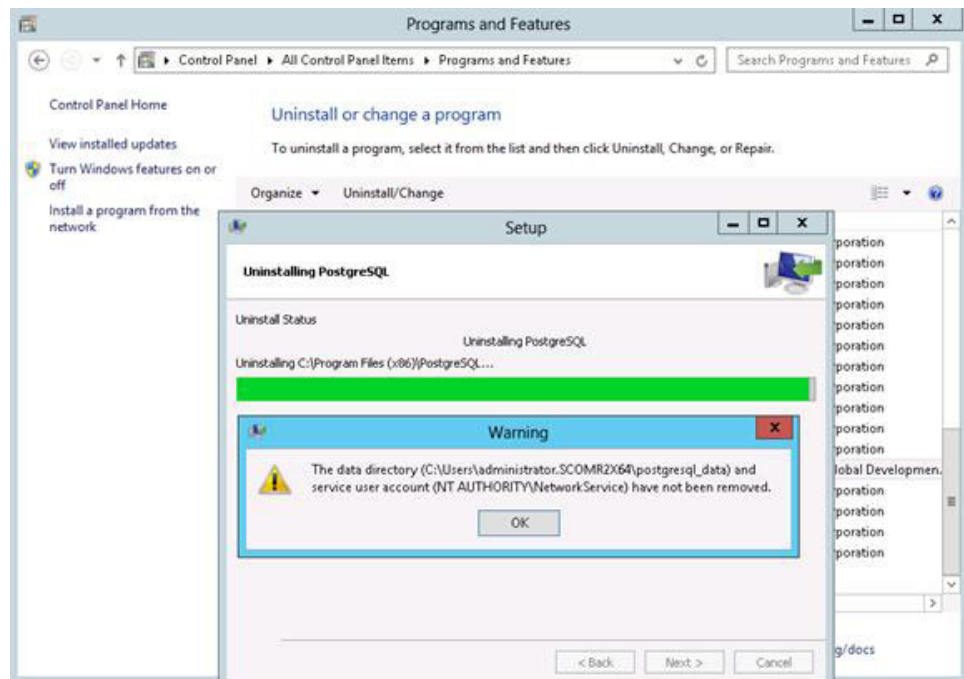 Programs and Features
Control Panel ▸ All Control Panel Items ▸ Programs and Features
Search Programs and Features
Control Panel Home
View installed updates
Turn Windows features on or
off
Install a program from the
network
Uninstall or change a program
To uninstall a program, select it from the list and then click Uninstall, Change, or Repair.
Organize Uninstall/Change
Setup
Uninstalling PostgreSQL
Uninstall Status
Uninstalling PostgreSQL
Uninstalling C:\Program Files (x86)\PostgreSQL...
Warning
The data directory (C:\Users\administrator.SCOMR2X64\postgresql_data) and
service user account (NT AUTHORITY\NetworkService) have not been removed.
OK
< Back Next > Cancel
poration
poration
poration
poration
poration
poration
poration
poration
poration
poration
poration
lobal Developmen.
poration
poration
poration
poration
g/docs